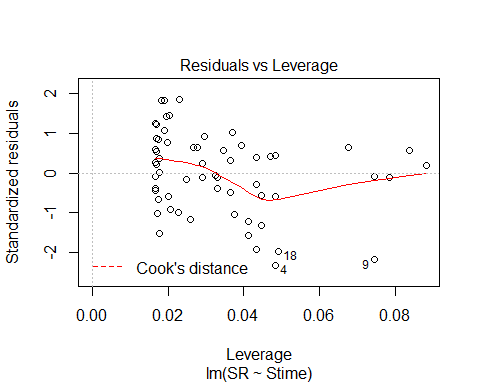 Residuals vs Leverage
Standardized residuals
2
1
0
-1
-2
18
4
9
Cook's distance
0.00 0.02 0.04 0.06 0.08
Leverage
lm(SR ~ Stime)